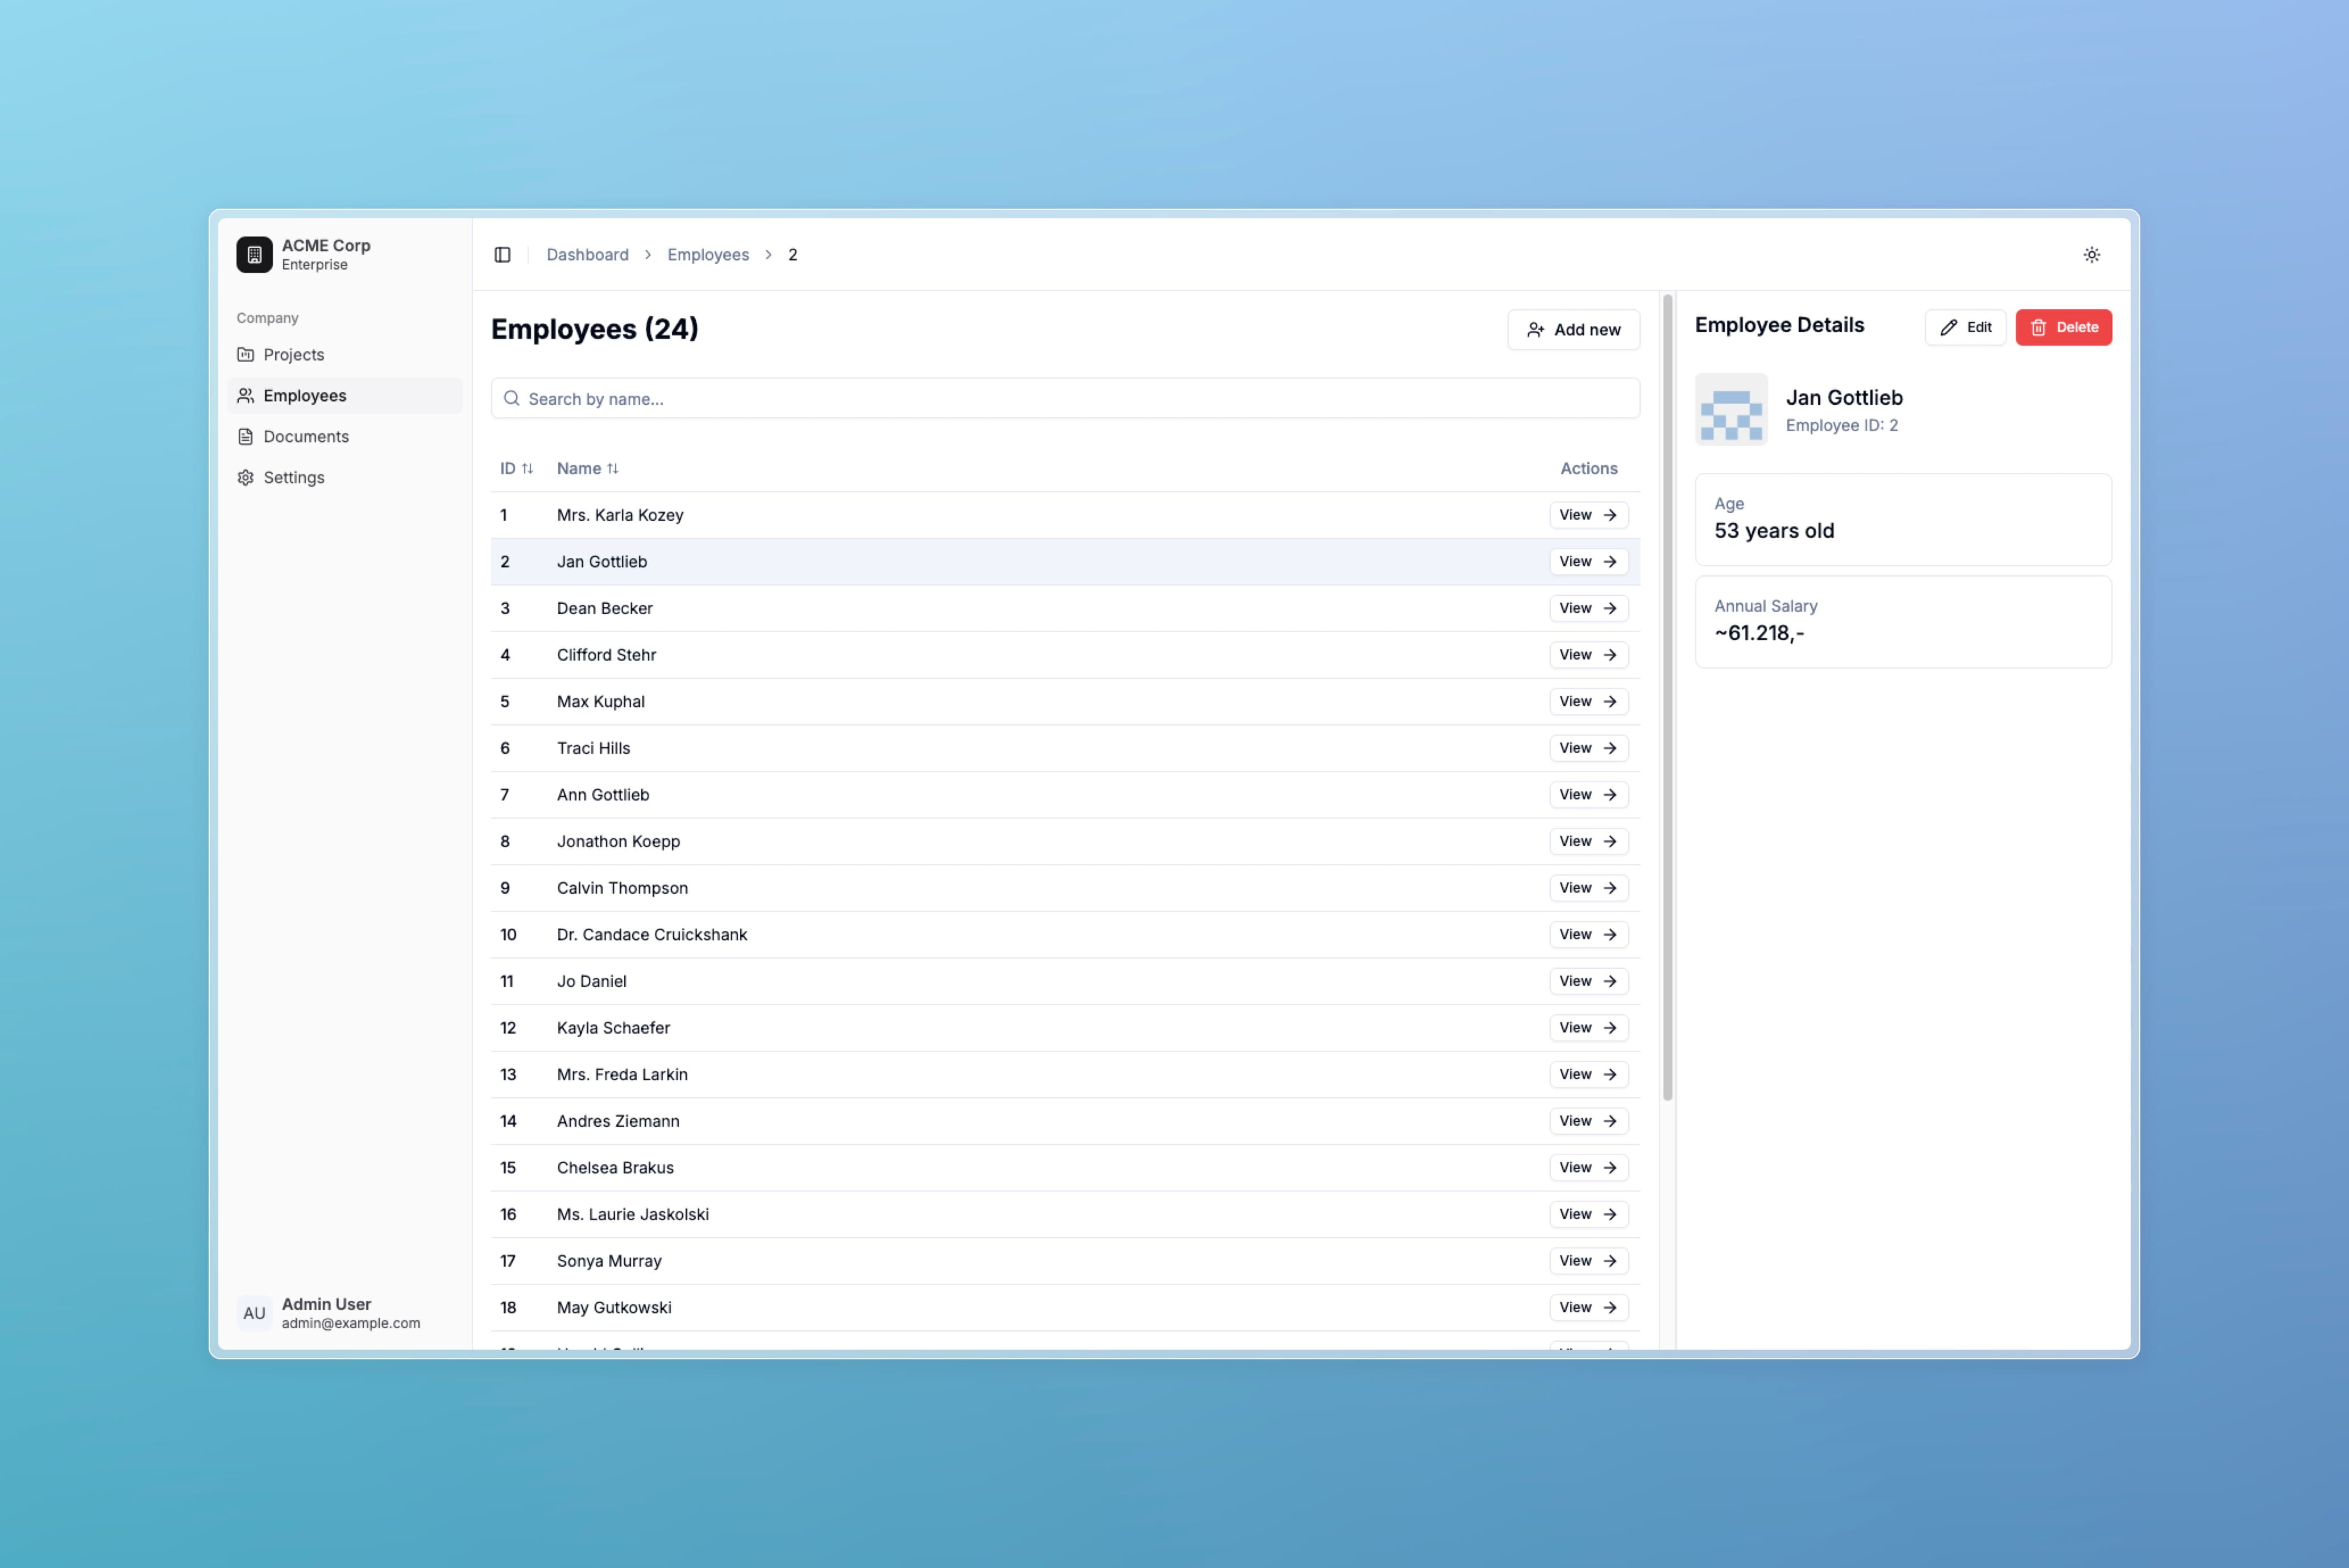 ACME Corp
Enterprise
Company
Projects
Employees
Documents
Settings
AU
Admin User
admin@example.com
Dashboard > Employees > 2
Employees (24)
Add new
Search by name...
ID Name Actions
1 Mrs. Karla Kozey View
2 Jan Gottlieb View
3 Dean Becker View
4 Clifford Stehr View
5 Max Kuphal View
6 Traci Hills View
7 Ann Gottlieb View
8 Jonathon Koepp View
9 Calvin Thompson View
10 Dr. Candace Cruickshank View
11 Jo Daniel View
12 Kayla Schaefer View
13 Mrs. Freda Larkin View
14 Andres Ziemann View
15 Chelsea Brakus View
16 Ms. Laurie Jaskolski View
17 Sonya Murray View
18 May Gutkowski View
Employee Details
Edit
Delete
Jan Gottlieb
Employee ID: 2
Age
53 years old
Annual Salary
~61.218,-